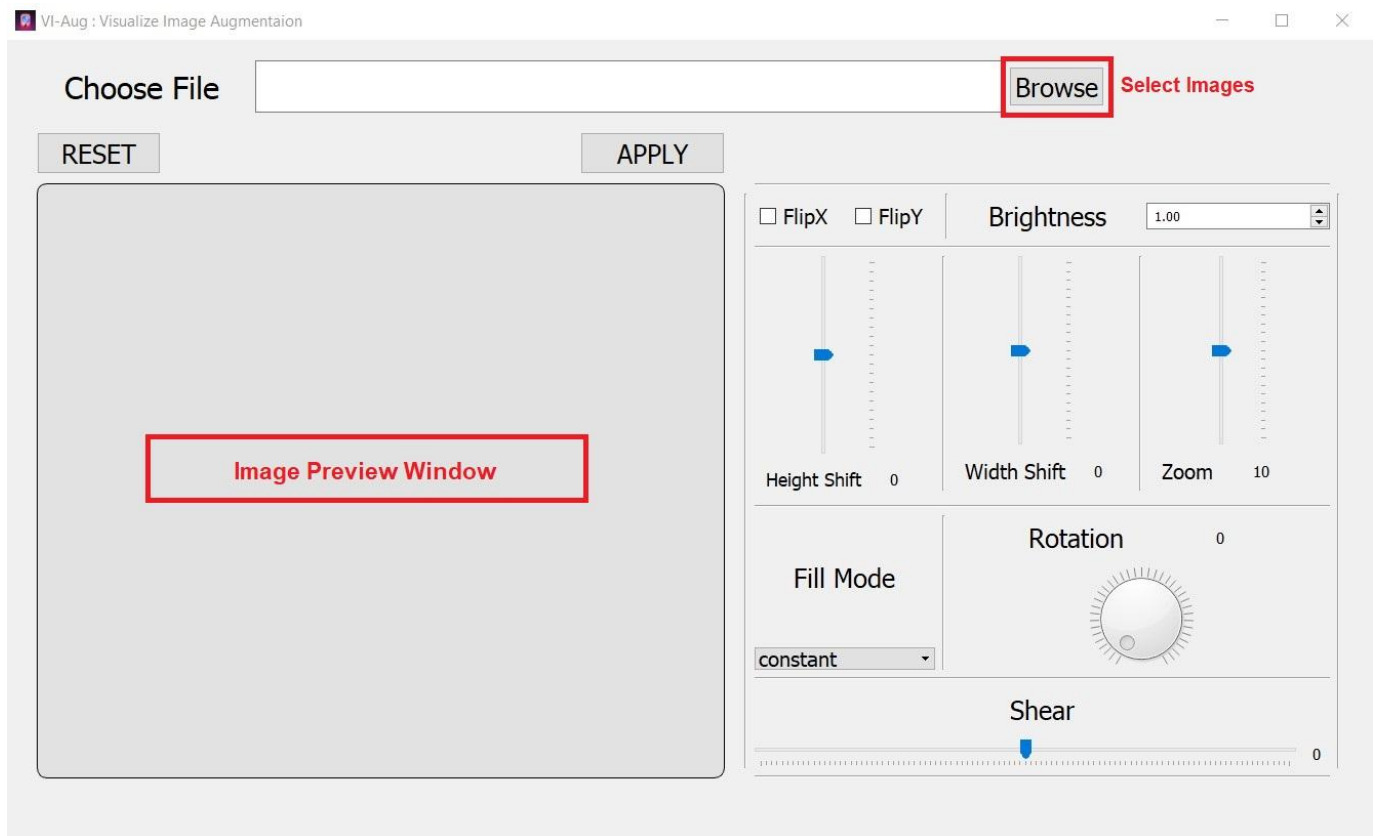 VI-Aug : Visualize Image Augmentaion
Choose File
Browse
Select Images
RESET
APPLY
FlipX
FlipY
Brightness
1.00
Image Preview Window
Height Shift 0
Width Shift 0
Zoom 10
Rotation 0
Fill Mode
constant
Shear
0